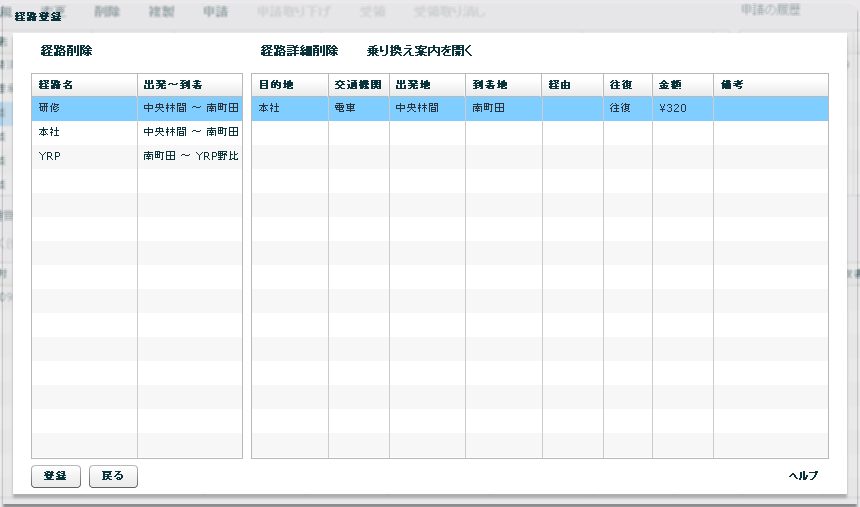 変更 削除 複製 申請 申請取り下げ 受領 受領取り消し 申請の履歴
経路登録
経路削除 経路詳細削除 乗り換え案内を開く
経路名 出発～到着 目的地 交通機関 出発地 到着地 経由 往復 金額 備考
研修 中央林間 ～ 南町田 本社 電車 中央林間 南町田 往復 ¥320
本社 中央林間 ～ 南町田
YRP 南町田 ～ YRP野比
登録 戻る ヘルプ